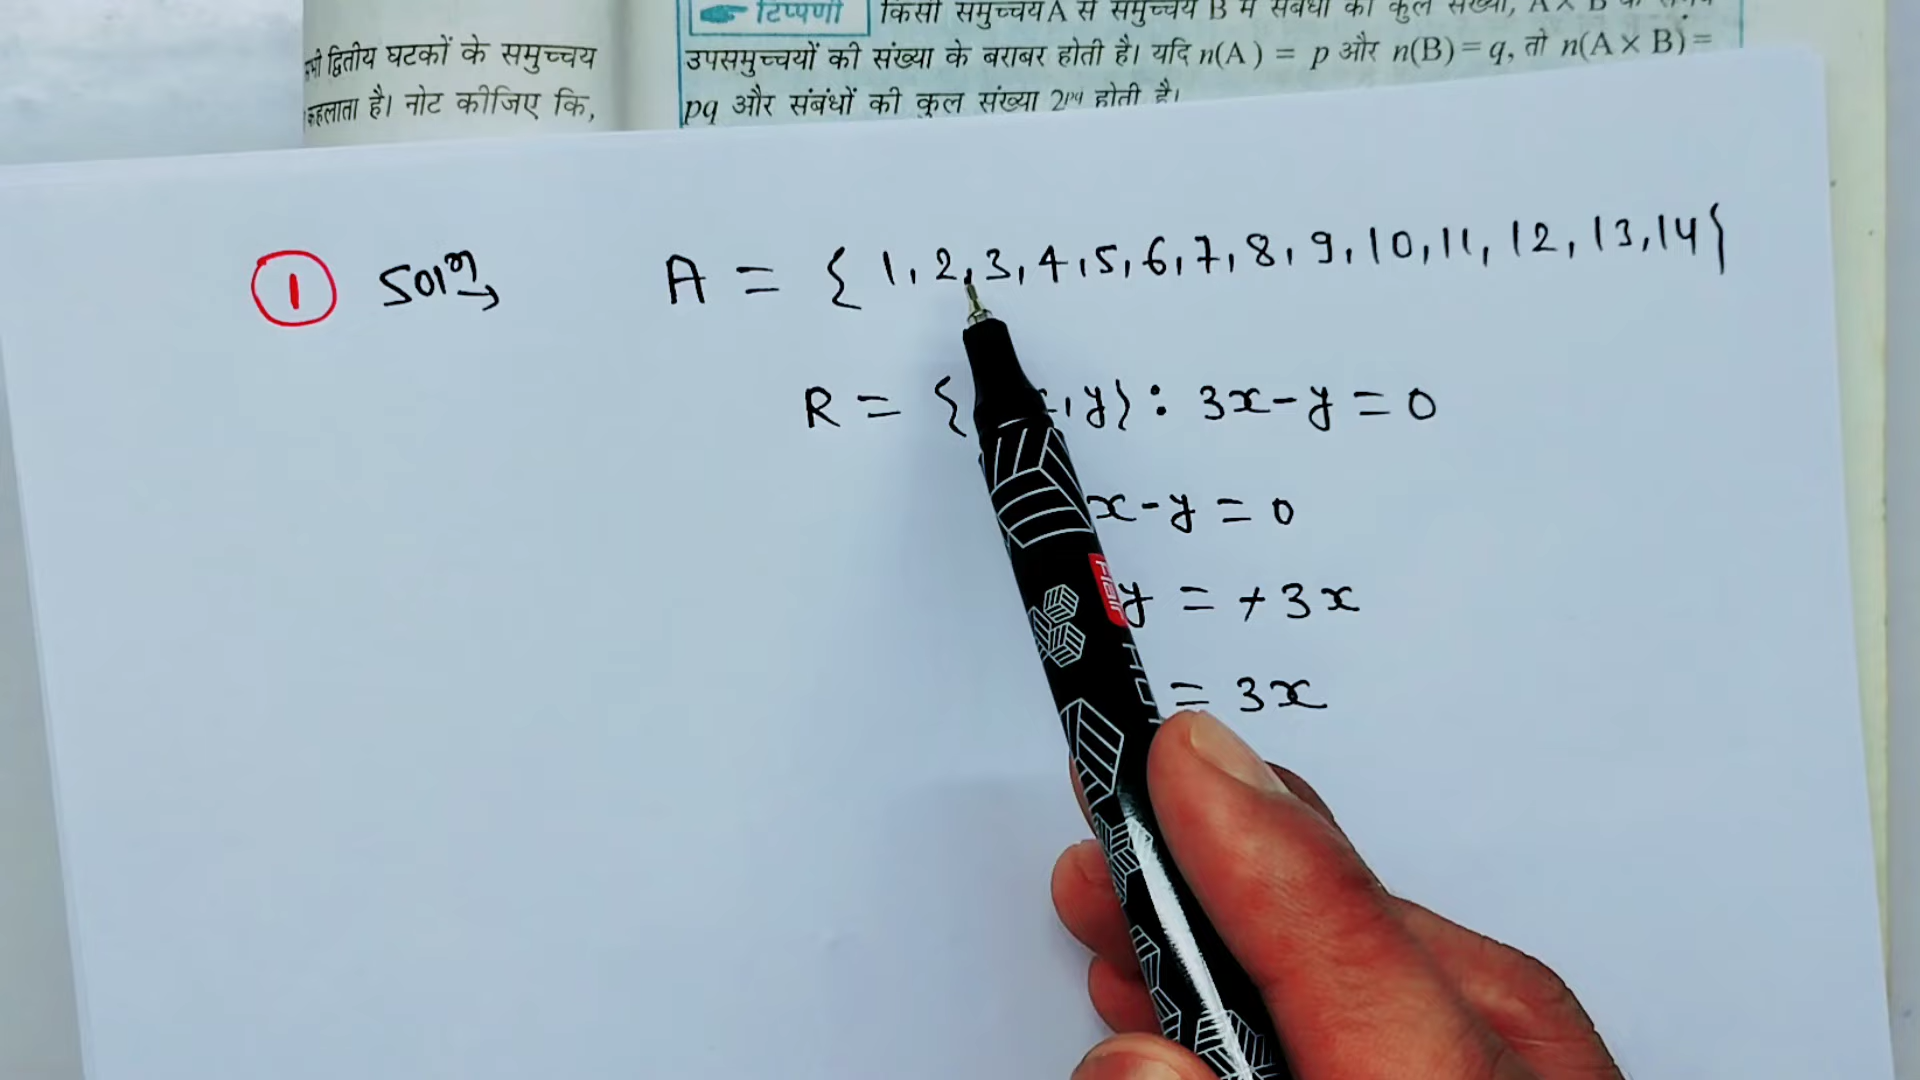 टिप्पणी किसी समुच्चय A से समुच्चय B में संबंधों की कुल संख्या, A × B के
द्वितीय घटकों के समुच्चय
उपसमुच्चयों की संख्या के बराबर होती है। यदि n(A) = p और n(B) = q, तो n(A × B) =
कहलाता है। नोट कीजिए कि,
pq और संबंधों की कुल संख्या 2^pq होती है।
1 Soln → A = { 1, 2, 3, 4, 5, 6, 7, 8, 9, 10, 11, 12, 13, 14 }
R = { , y } : 3x - y = 0
x - y = 0
y = + 3x
= 3x
Flair